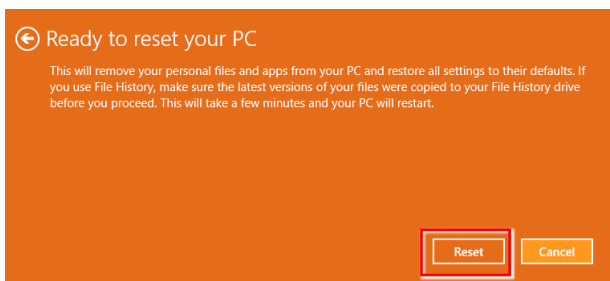 Ready to reset your PC
This will remove your personal files and apps from your PC and restore all settings to their defaults. If
you use File History, make sure the latest versions of your files were copied to your File History drive
before you proceed. This will take a few minutes and your PC will restart.
Reset
Cancel